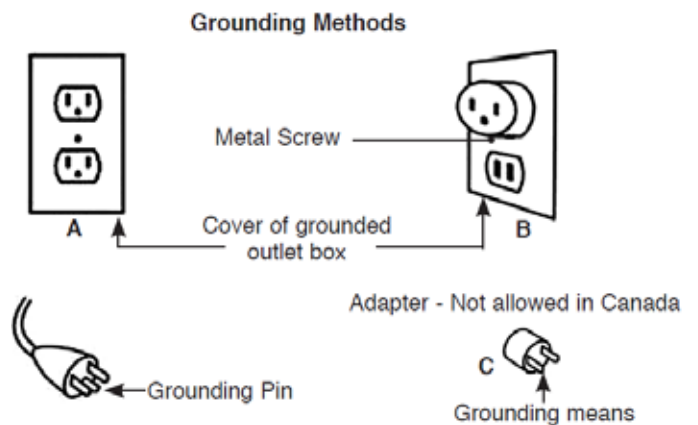 Grounding Methods
Metal Screw
A
Cover of grounded
outlet box
B
Adapter - Not allowed in Canada
Grounding Pin
C
Grounding means